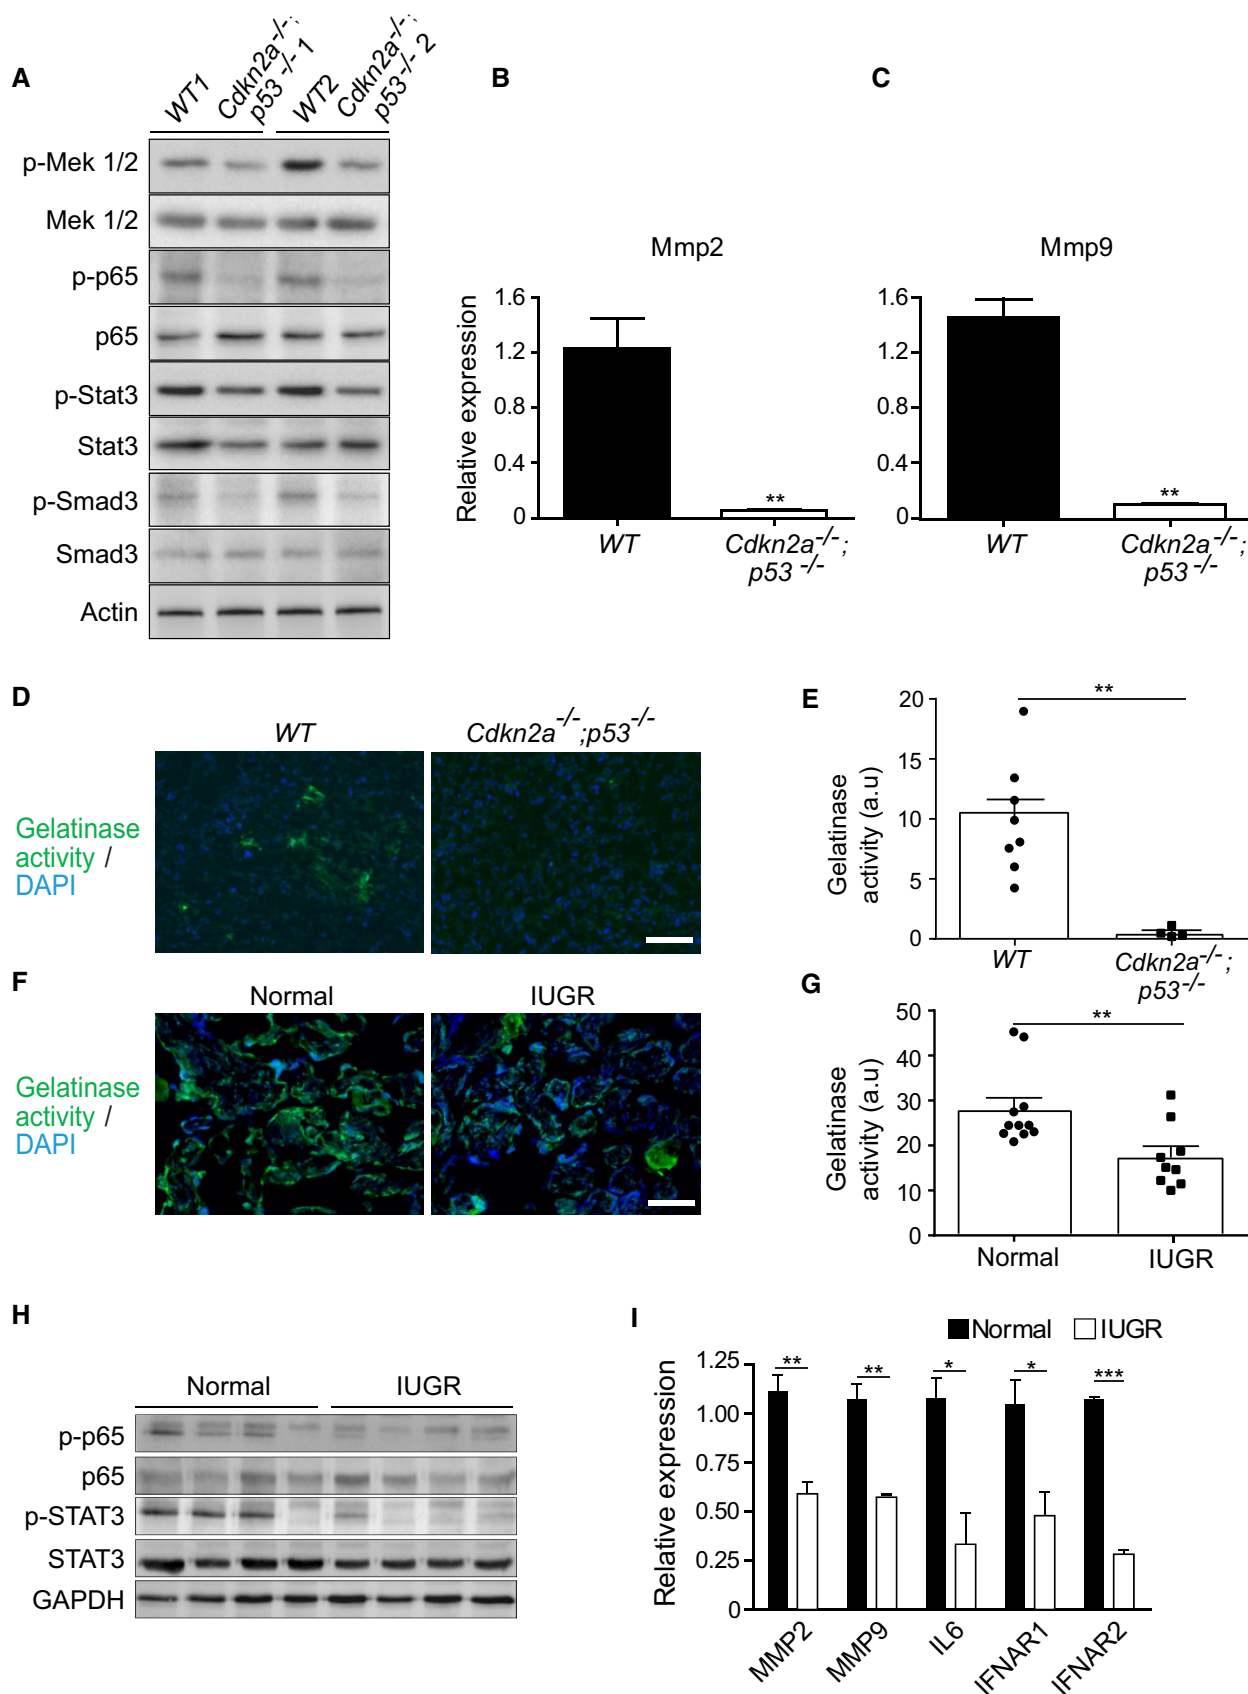 A
WT1
Cdkn2a-/-;
p53 -/- 1
WT2
Cdkn2a-/-;
p53 -/- 2
p-Mek 1/2
Mek 1/2
p-p65
p65
p-Stat3
Stat3
p-Smad3
Smad3
Actin
B
Mmp2
Relative expression
1.6
1.2
0.8
0.4
0
**
WT
Cdkn2a-/-;
p53 -/-
C
Mmp9
1.6
1.2
0.8
0.4
0
**
WT
Cdkn2a-/-;
p53 -/-
D
WT
Cdkn2a-/-;p53-/-
Gelatinase
activity /
DAPI
E
Gelatinase
activity (a.u)
20
15
10
5
0
**
WT
Cdkn2a-/-;
p53-/-
F
Normal
IUGR
Gelatinase
activity /
DAPI
G
Gelatinase
activity (a.u)
50
40
30
20
10
0
**
Normal
IUGR
H
Normal
IUGR
p-p65
p65
p-STAT3
STAT3
GAPDH
I
Normal
IUGR
Relative expression
1.25
1.00
0.75
0.50
0.25
0
**
**
*
*
***
MMP2
MMP9
IL6
IFNAR1
IFNAR2